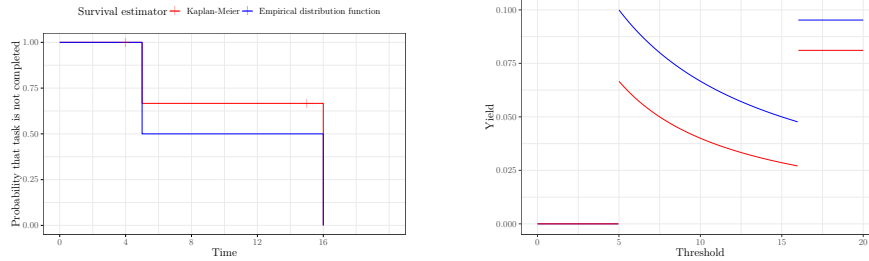 Survival estimator Kaplan-Meier Empirical distribution function
Probability that task is not completed
1.00
0.75
0.50
0.25
0.00
0 4 8 12 16
Time
Yield
0.100
0.075
0.050
0.025
0.000
0 5 10 15 20
Threshold